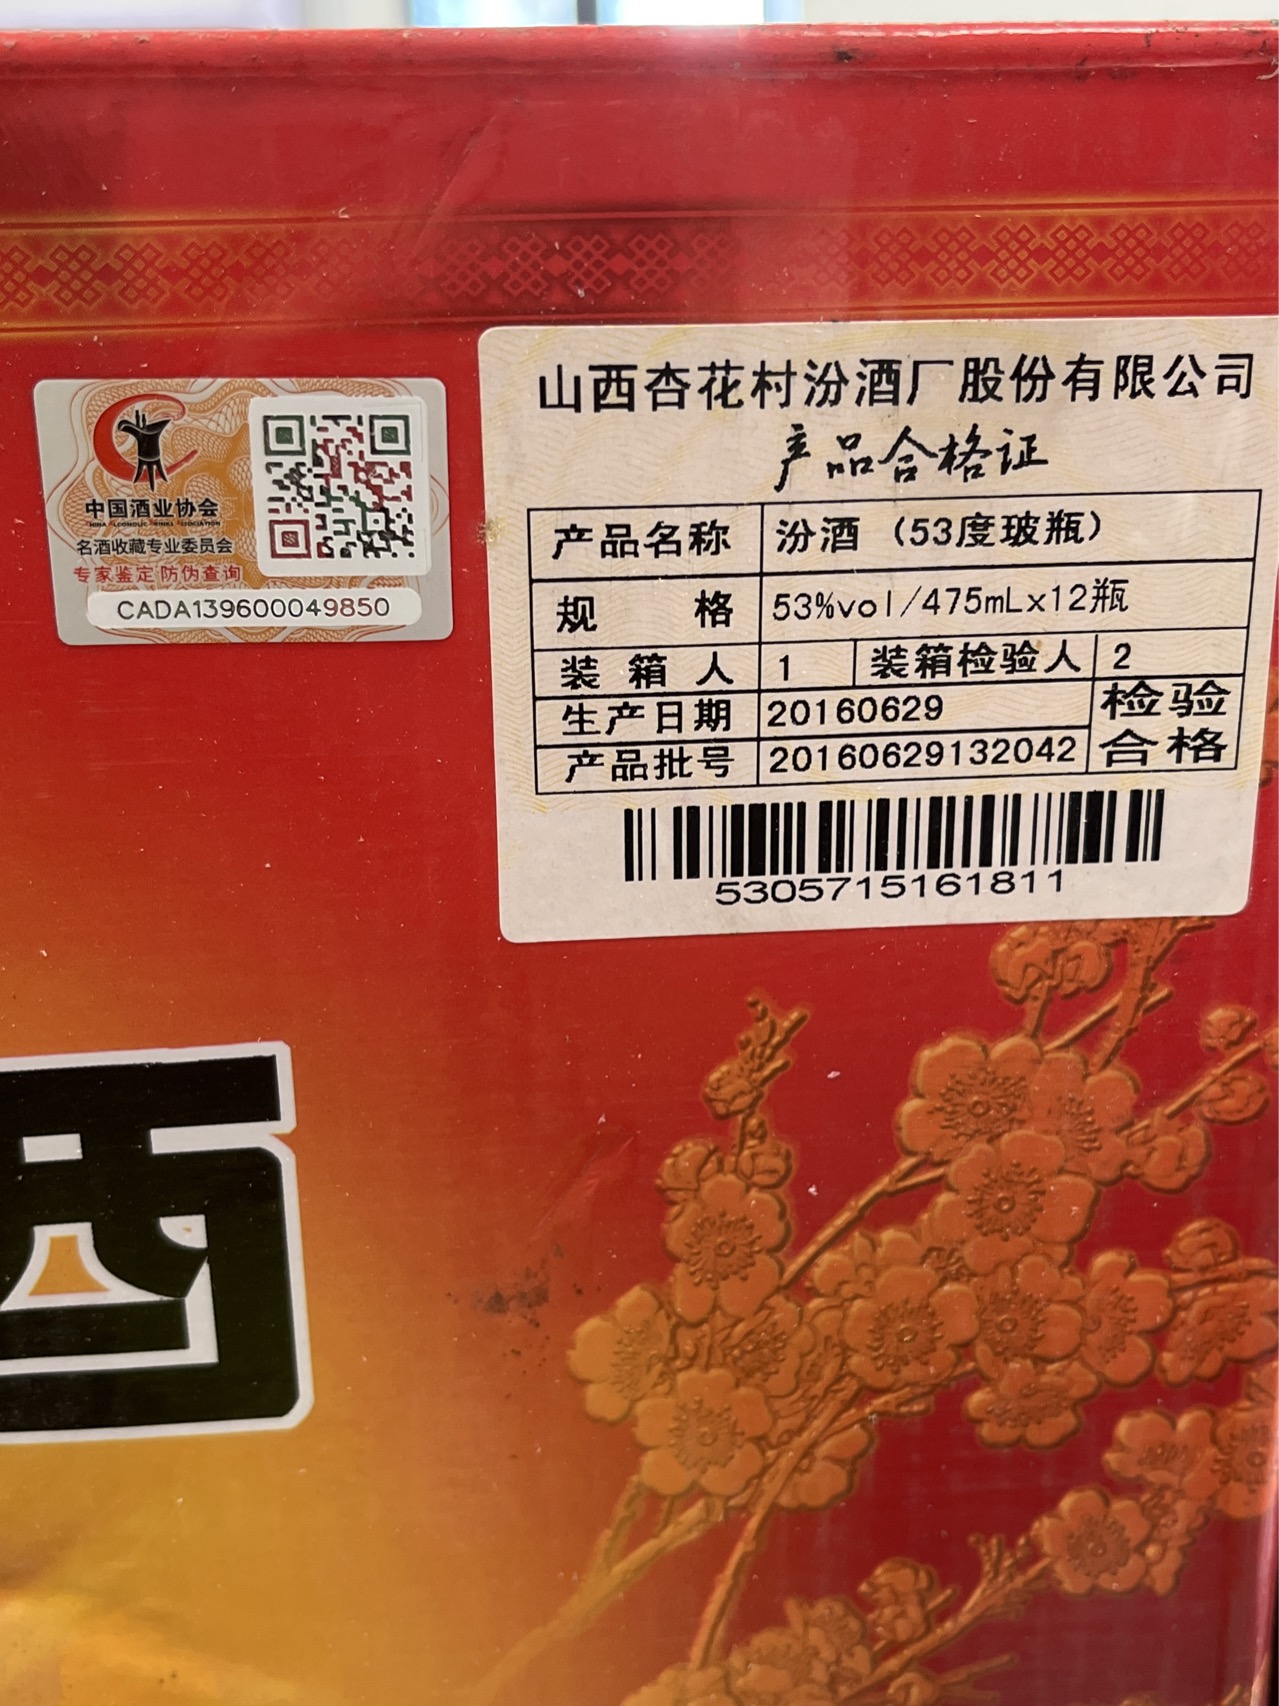 中国酒业协会
CHINA ALCOHOLIC DRINKS ASSOCIATION
名酒收藏专业委员会
专家鉴定 防伪查询
CADA139600049850
山西杏花村汾酒厂股份有限公司
产品合格证
产品名称 汾酒（53度玻瓶）
规 格 53%vol/475mLx12瓶
装箱人 1 装箱检验人 2
生产日期 20160629 检验
产品批号 20160629132042 合格
5305715161811